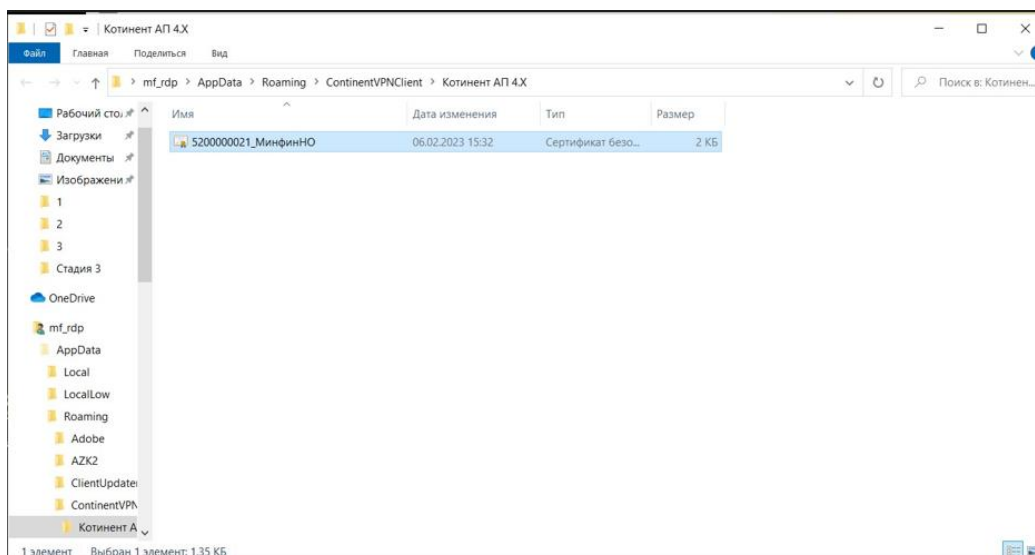 Котинент АП 4.X
Файл Главная Поделиться Вид
mf_rdp > AppData > Roaming > ContinentVPNClient > Котинент АП 4.X
Поиск в: Котинен...
Имя Дата изменения Тип Размер
5200000021_МинфинНО 06.02.2023 15:32 Сертификат безо... 2 КБ
Рабочий сто
Загрузки
Документы
Изображени
1
2
3
Стадия 3
OneDrive
mf_rdp
AppData
Local
LocalLow
Roaming
Adobe
AZK2
ClientUpdate
ContinentVPN
Котинент А
1 элемент Выбран 1 элемент: 1,35 КБ